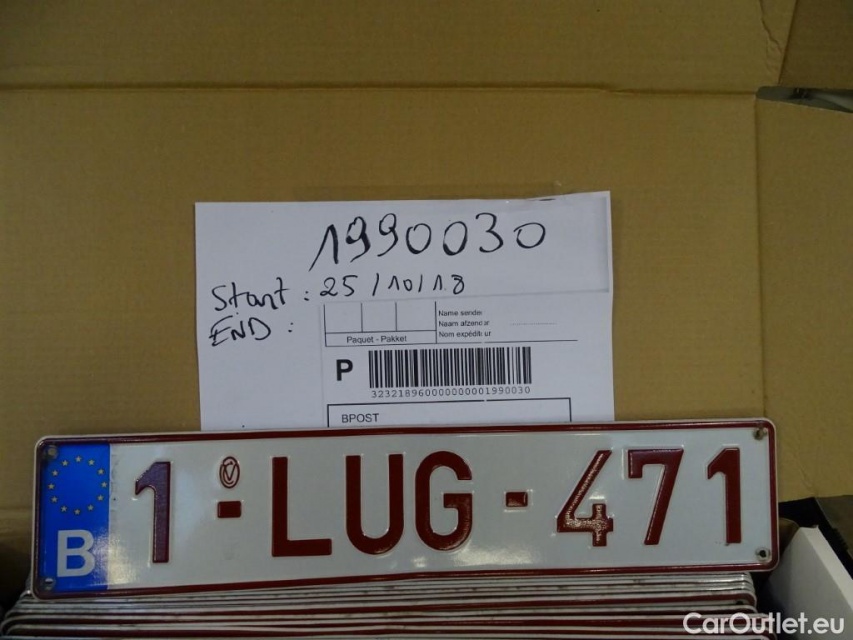 1990030
Start : 25/10/18
END :
Name sender
Naam afzender
Nom expéditeur
Paquet - Pakket
P
323218960000000001990030
BPOST
B 1-LUG-471
CarOutlet.eu